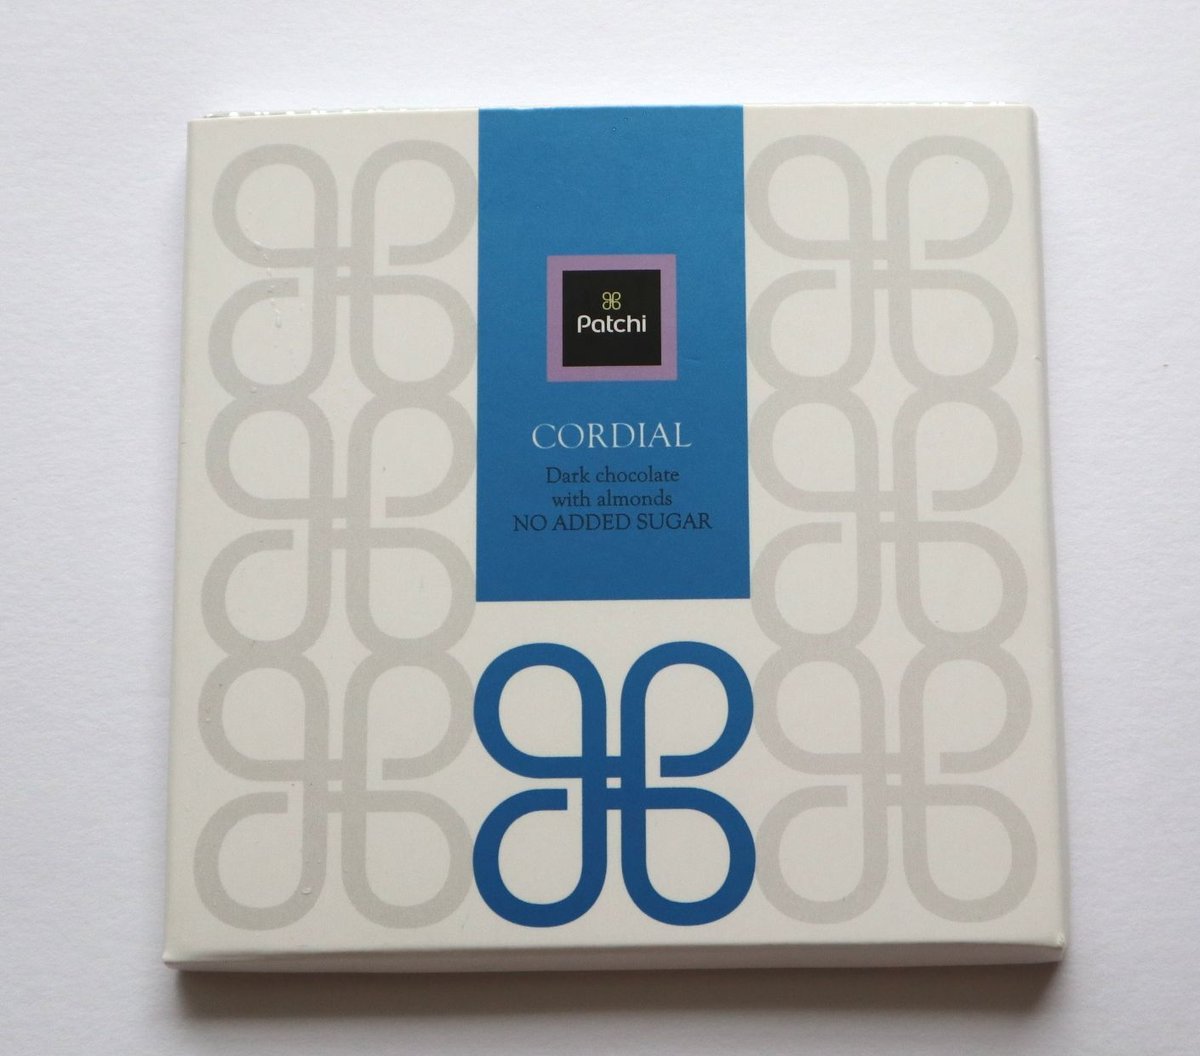 Patchi
CORDIAL
Dark chocolate
with almonds
NO ADDED SUGAR